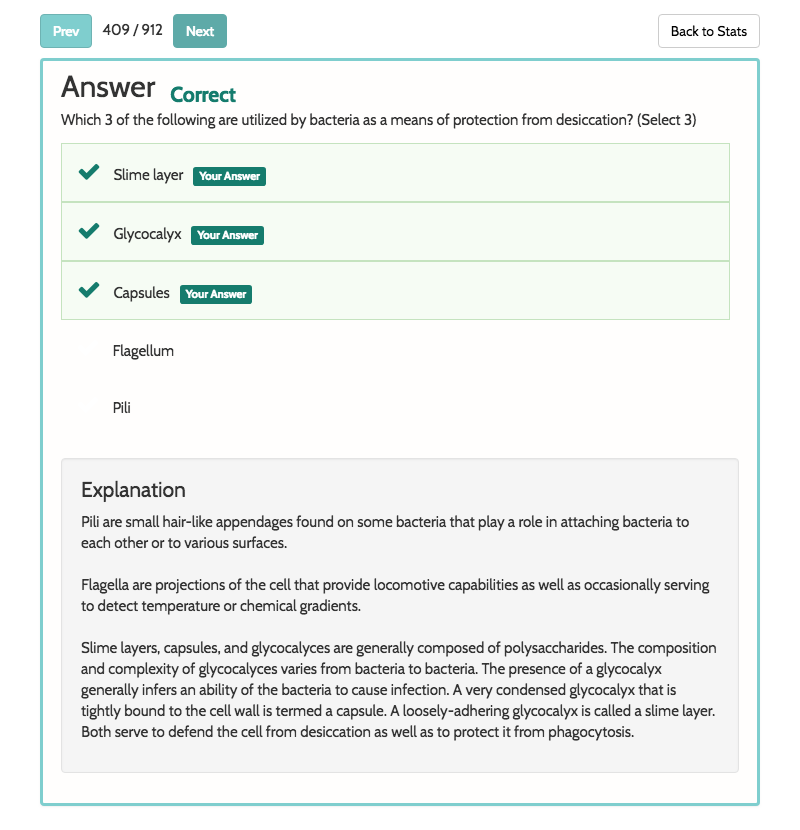 Prev 409 / 912 Next Back to Stats
Answer Correct
Which 3 of the following are utilized by bacteria as a means of protection from desiccation? (Select 3)
Slime layer Your Answer
Glycocalyx Your Answer
Capsules Your Answer
Flagellum
Pili
Explanation
Pili are small hair-like appendages found on some bacteria that play a role in attaching bacteria to
each other or to various surfaces.
Flagella are projections of the cell that provide locomotive capabilities as well as occasionally serving
to detect temperature or chemical gradients.
Slime layers, capsules, and glycocalyces are generally composed of polysaccharides. The composition
and complexity of glycocalyces varies from bacteria to bacteria. The presence of a glycocalyx
generally infers an ability of the bacteria to cause infection. A very condensed glycocalyx that is
tightly bound to the cell wall is termed a capsule. A loosely-adhering glycocalyx is called a slime layer.
Both serve to defend the cell from desiccation as well as to protect it from phagocytosis.